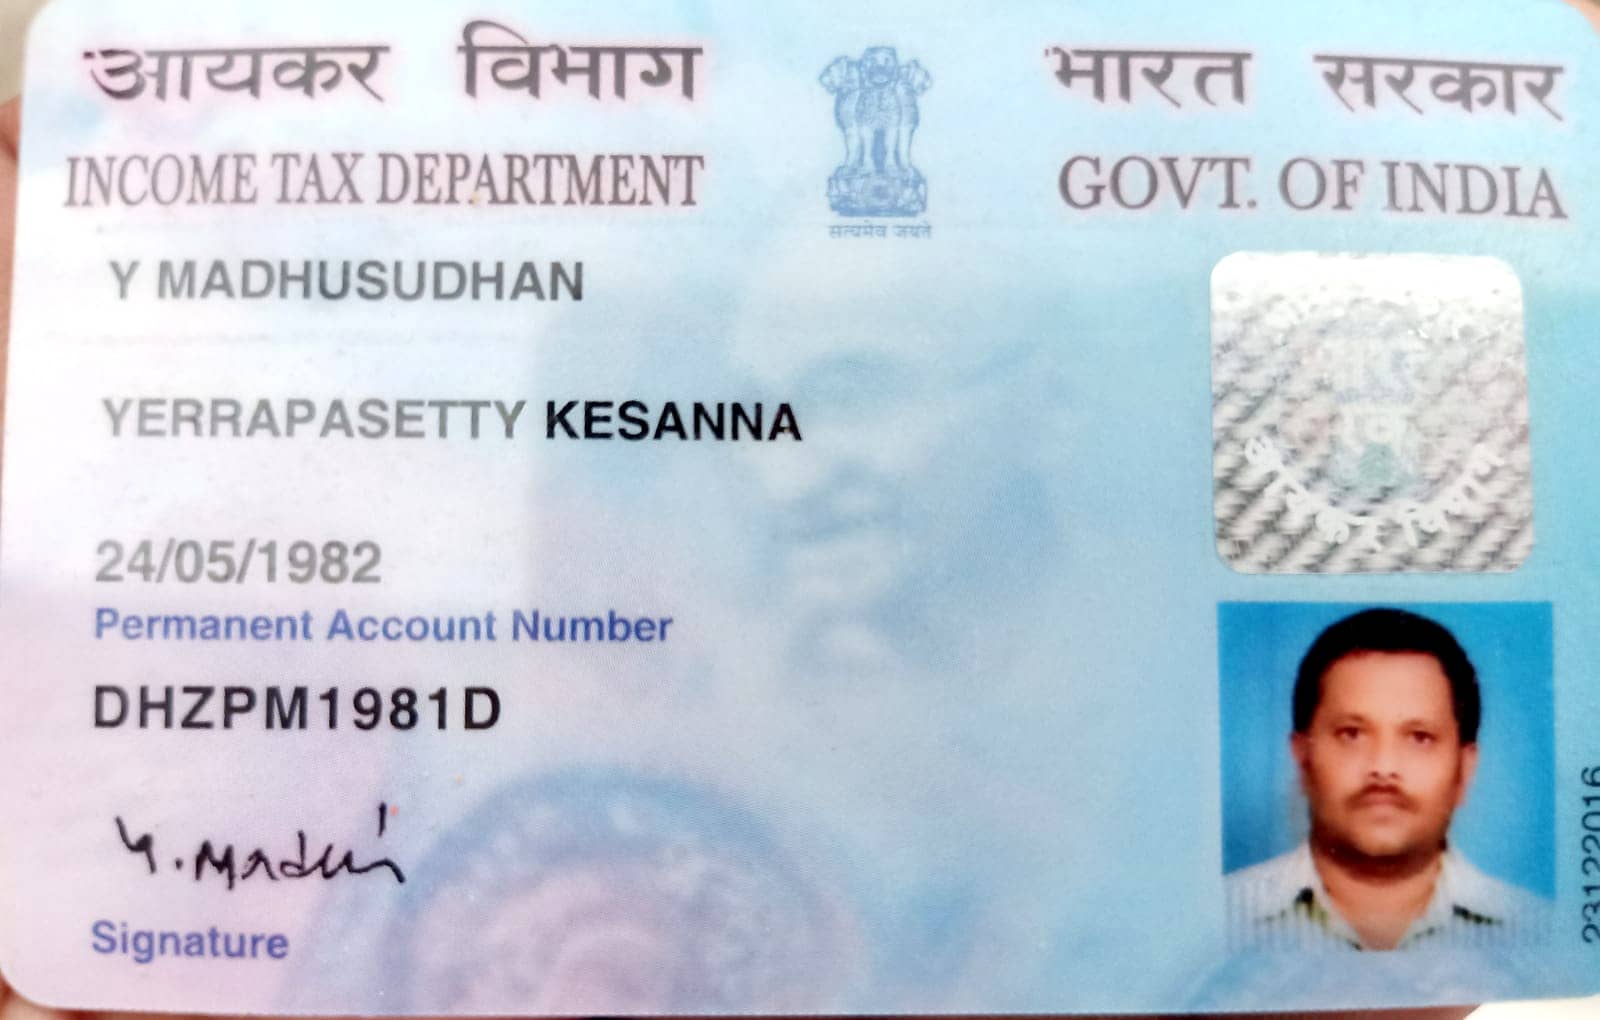 आयकर विभाग
INCOME TAX DEPARTMENT
भारत सरकार
GOVT. OF INDIA
सत्यमेव जयते
Y MADHUSUDHAN
YERRAPASETTY KESANNA
24/05/1982
Permanent Account Number
DHZPM1981D
Y. Madhu
Signature
आयकर विभाग
23122016